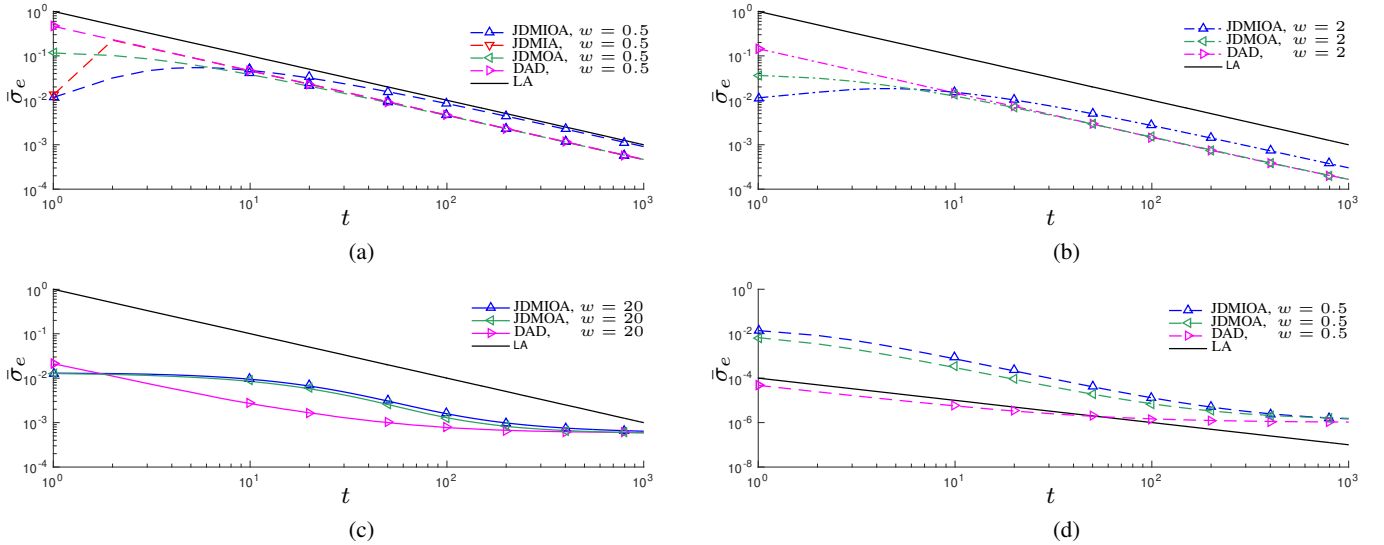 10^0
10^-1
10^-2
10^-3
10^-4
σ̄_e
10^0
10^1
10^2
10^3
t
JDMIOA, w = 0.5
JDMIA, w = 0.5
JDMOA, w = 0.5
DAD, w = 0.5
LA
(a)
10^0
10^-1
10^-2
10^-3
10^-4
σ̄_e
10^0
10^1
10^2
10^3
t
JDMIOA, w = 2
JDMOA, w = 2
DAD, w = 2
LA
(b)
10^0
10^-1
10^-2
10^-3
10^-4
σ̄_e
10^0
10^1
10^2
10^3
t
JDMIOA, w = 20
JDMOA, w = 20
DAD, w = 20
LA
(c)
10^0
10^-2
10^-4
10^-6
10^-8
σ̄_e
10^0
10^1
10^2
10^3
t
JDMIOA, w = 0.5
JDMOA, w = 0.5
DAD, w = 0.5
LA
(d)